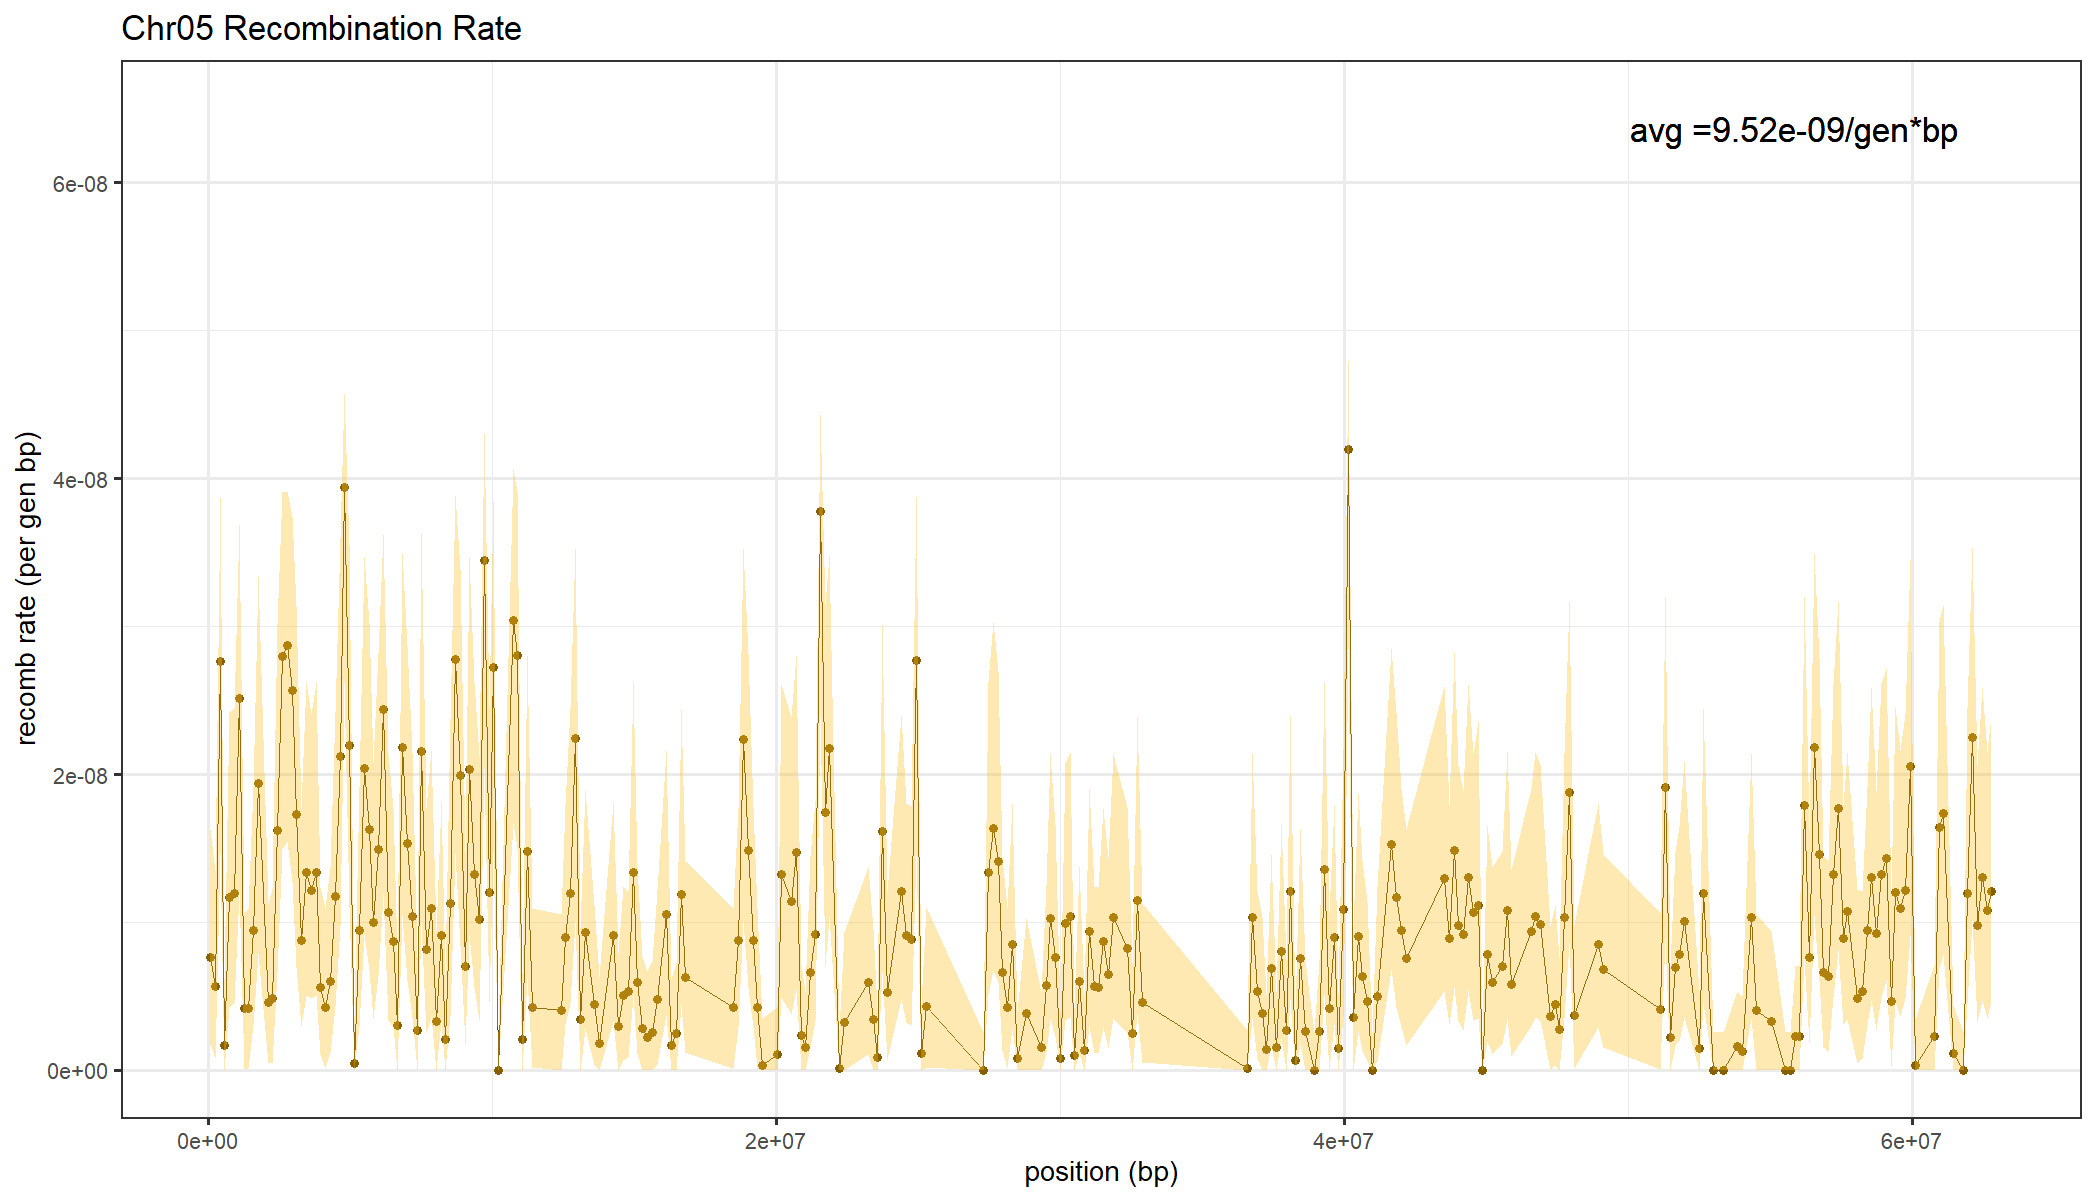 Chr05 Recombination Rate
avg =9.52e-09/gen*bp
recomb rate (per gen bp)
6e-08
4e-08
2e-08
0e+00
0e+00 2e+07 4e+07 6e+07
position (bp)